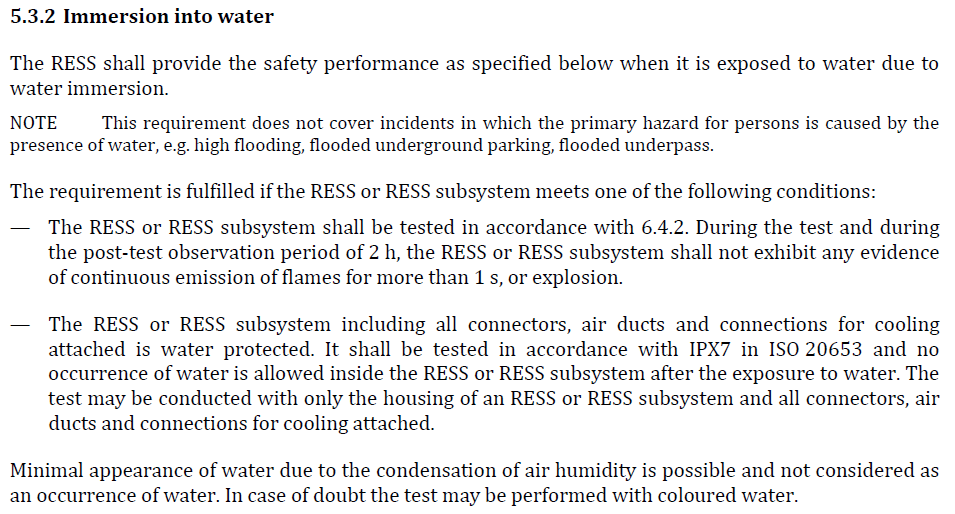 5.3.2 Immersion into water
The RESS shall provide the safety performance as specified below when it is exposed to water due to
water immersion.
NOTE This requirement does not cover incidents in which the primary hazard for persons is caused by the
presence of water, e.g. high flooding, flooded underground parking, flooded underpass.
The requirement is fulfilled if the RESS or RESS subsystem meets one of the following conditions:
— The RESS or RESS subsystem shall be tested in accordance with 6.4.2. During the test and during
the post-test observation period of 2 h, the RESS or RESS subsystem shall not exhibit any evidence
of continuous emission of flames for more than 1 s, or explosion.
— The RESS or RESS subsystem including all connectors, air ducts and connections for cooling
attached is water protected. It shall be tested in accordance with IPX7 in ISO 20653 and no
occurrence of water is allowed inside the RESS or RESS subsystem after the exposure to water. The
test may be conducted with only the housing of an RESS or RESS subsystem and all connectors, air
ducts and connections for cooling attached.
Minimal appearance of water due to the condensation of air humidity is possible and not considered as
an occurrence of water. In case of doubt the test may be performed with coloured water.